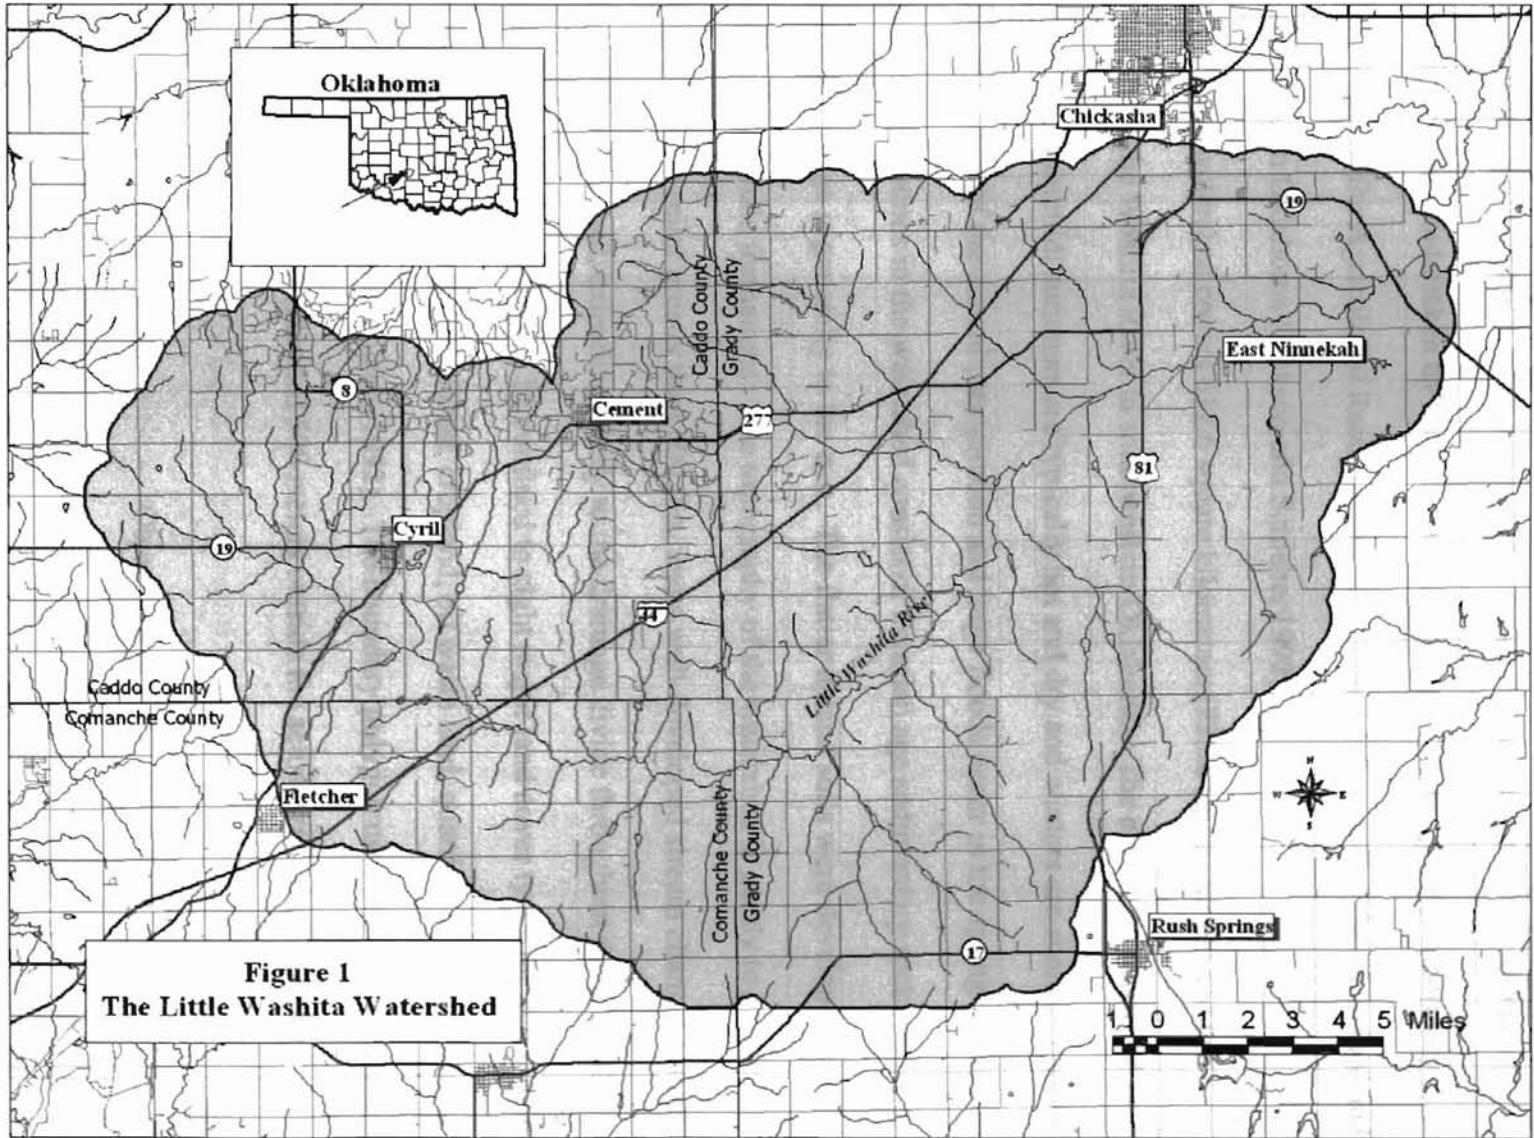 Oklahoma
Chickasha
19
Caddo County
Grady County
East Ninnekah
8
Cement
277
81
Cyril
19
44
Little Washita River
Caddo County
Comanche County
N
W E
S
Fletcher
Comanche County
Grady County
Rush Springs
17
Figure 1
The Little Washita Watershed
1 0 1 2 3 4 5 Miles